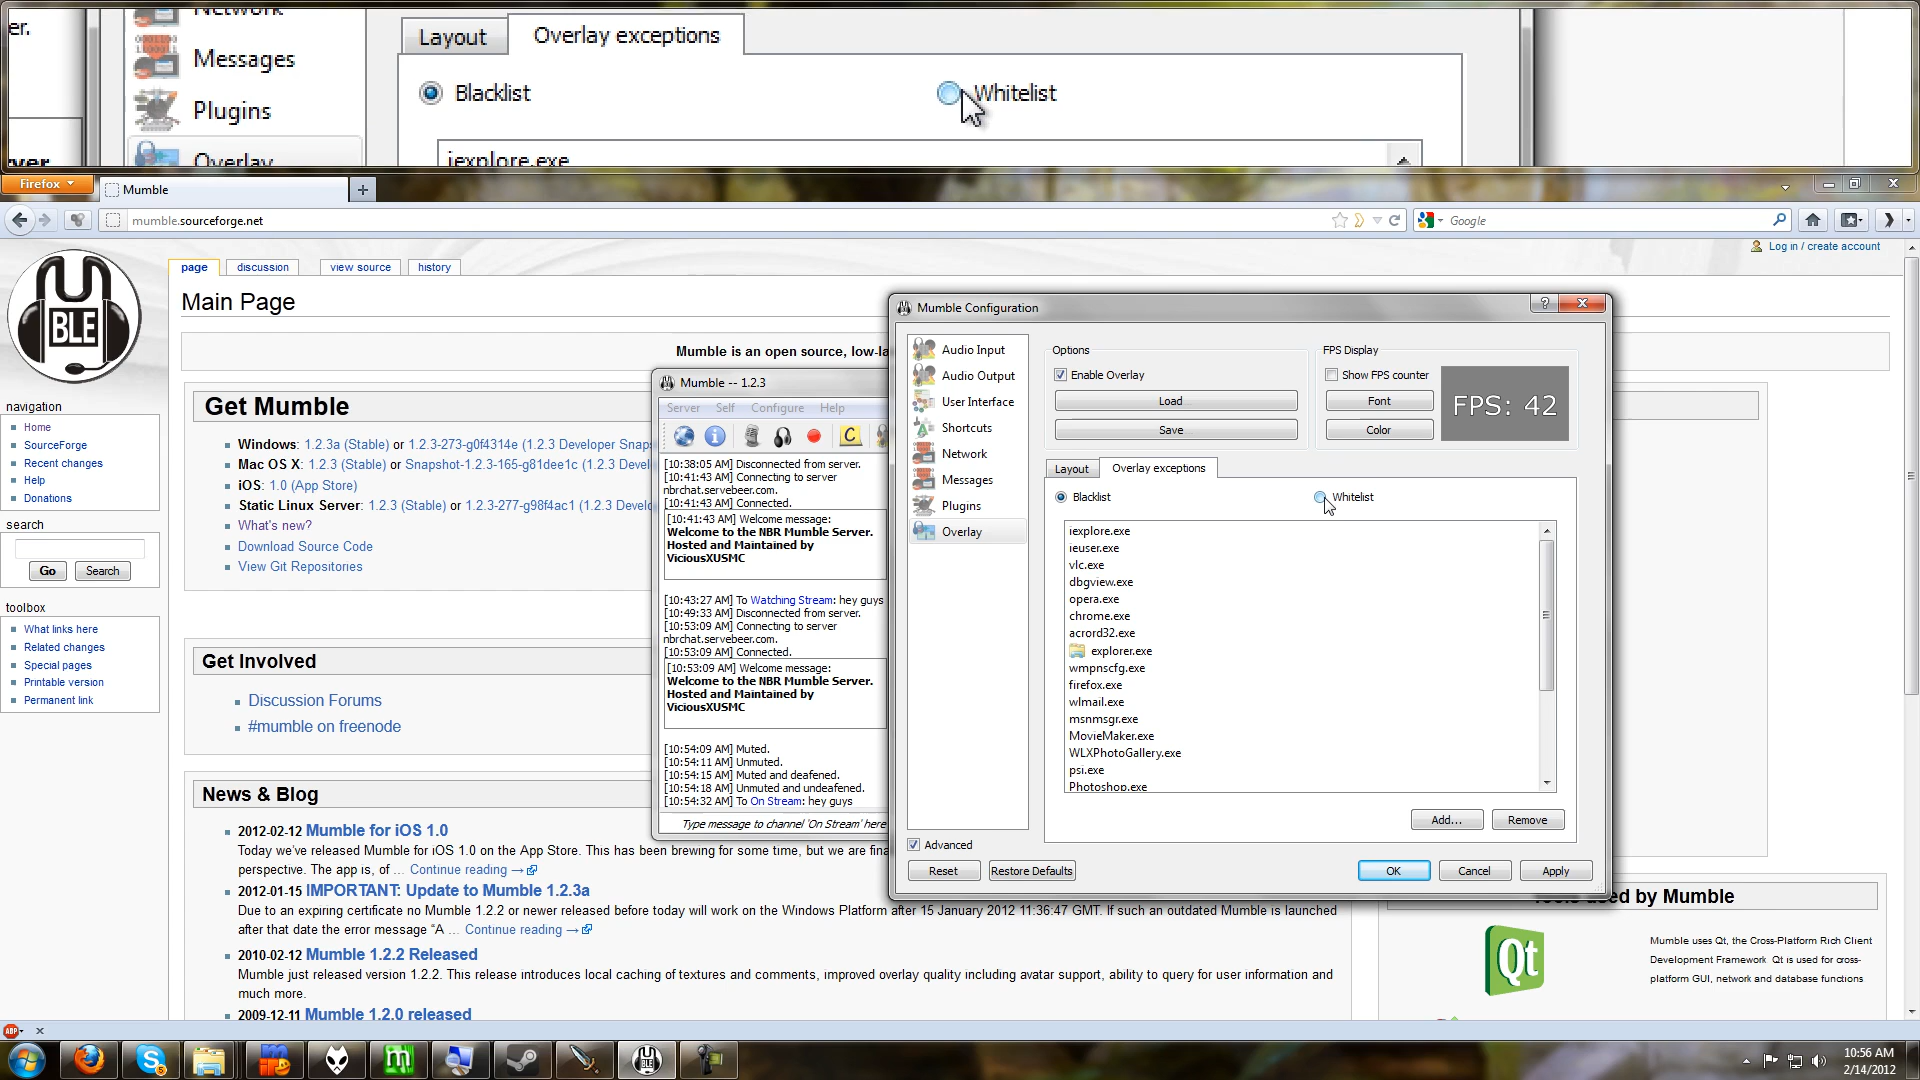 er.
Network
Messages
Plugins
Overlay
ver
Layout
Overlay exceptions
Blacklist
Whitelist
iexplore.exe
Firefox
Mumble
mumble.sourceforge.net
Google
Log in / create account
BLE
page
discussion
view source
history
Main Page
Mumble is an open source, low-la
navigation
Home
SourceForge
Recent changes
Help
Donations
search
Go
Search
toolbox
What links here
Related changes
Special pages
Printable version
Permanent link
Get Mumble
Windows: 1.2.3a (Stable) or 1.2.3-273-g0f4314e (1.2.3 Developer Snaps
Mac OS X: 1.2.3 (Stable) or Snapshot-1.2.3-165-g81dee1c (1.2.3 Devel
iOS: 1.0 (App Store)
Static Linux Server: 1.2.3 (Stable) or 1.2.3-277-g98f4ac1 (1.2.3 Devel
What's new?
Download Source Code
View Git Repositories
Get Involved
Discussion Forums
#mumble on freenode
News & Blog
2012-02-12 Mumble for iOS 1.0
Today we've released Mumble for iOS 1.0 on the App Store. This has been brewing for some time, but we are fina
perspective. The app is, of ... Continue reading →
2012-01-15 IMPORTANT: Update to Mumble 1.2.3a
Due to an expiring certificate no Mumble 1.2.2 or newer released before today will work on the Windows Platform after 15 January 2012 11:36:47 GMT. If such an outdated Mumble is launched
after that date the error message “A ... Continue reading →
2010-02-12 Mumble 1.2.2 Released
Mumble just released version 1.2.2. This release introduces local caching of textures and comments, improved overlay quality including avatar support, ability to query for user information and
much more.
2009-12-11 Mumble 1.2.0 released
Mumble -- 1.2.3
Server Self Configure Help
[10:38:05 AM] Disconnected from server.
[10:41:43 AM] Connecting to server
nbrchat.servebeer.com.
[10:41:43 AM] Connected.
[10:41:43 AM] Welcome message:
Welcome to the NBR Mumble Server.
Hosted and Maintained by
ViciousXUSMC
[10:43:27 AM] To Watching Stream: hey guys
[10:49:33 AM] Disconnected from server.
[10:53:09 AM] Connecting to server
nbrchat.servebeer.com.
[10:53:09 AM] Connected.
[10:53:09 AM] Welcome message:
Welcome to the NBR Mumble Server.
Hosted and Maintained by
ViciousXUSMC
[10:54:09 AM] Muted.
[10:54:11 AM] Unmuted.
[10:54:15 AM] Muted and deafened.
[10:54:18 AM] Unmuted and undeafened.
[10:54:32 AM] To On Stream: hey guys
Type message to channel 'On Stream' here
Mumble Configuration
Audio Input
Audio Output
User Interface
Shortcuts
Network
Messages
Plugins
Overlay
Options
Enable Overlay
Load
Save
FPS Display
Show FPS counter
Font
Color
FPS: 42
Layout
Overlay exceptions
Blacklist
Whitelist
iexplore.exe
ieuser.exe
vlc.exe
dbgview.exe
opera.exe
chrome.exe
acrord32.exe
explorer.exe
wmpnscfg.exe
firefox.exe
wlmail.exe
msnmsgr.exe
MovieMaker.exe
WLXPhotoGallery.exe
psi.exe
Photoshop.exe
Add...
Remove
Advanced
Reset
Restore Defaults
OK
Cancel
Apply
used by Mumble
Qt
Mumble uses Qt, the Cross-Platform Rich Client
Development Framework Qt is used for cross-
platform GUI, network and database functions
ABP
10:56 AM
2/14/2012